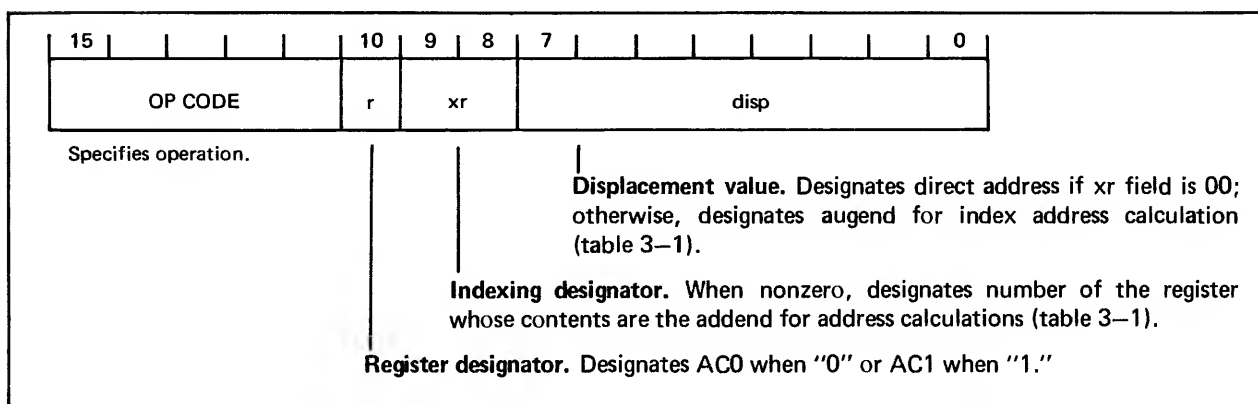 15 10 9 8 7 0
OP CODE r xr disp
Specifies operation.
Displacement value. Designates direct address if xr field is 00;
otherwise, designates augend for index address calculation
(table 3—1).
Indexing designator. When nonzero, designates number of the register
whose contents are the addend for address calculations (table 3—1).
Register designator. Designates AC0 when "0" or AC1 when "1."